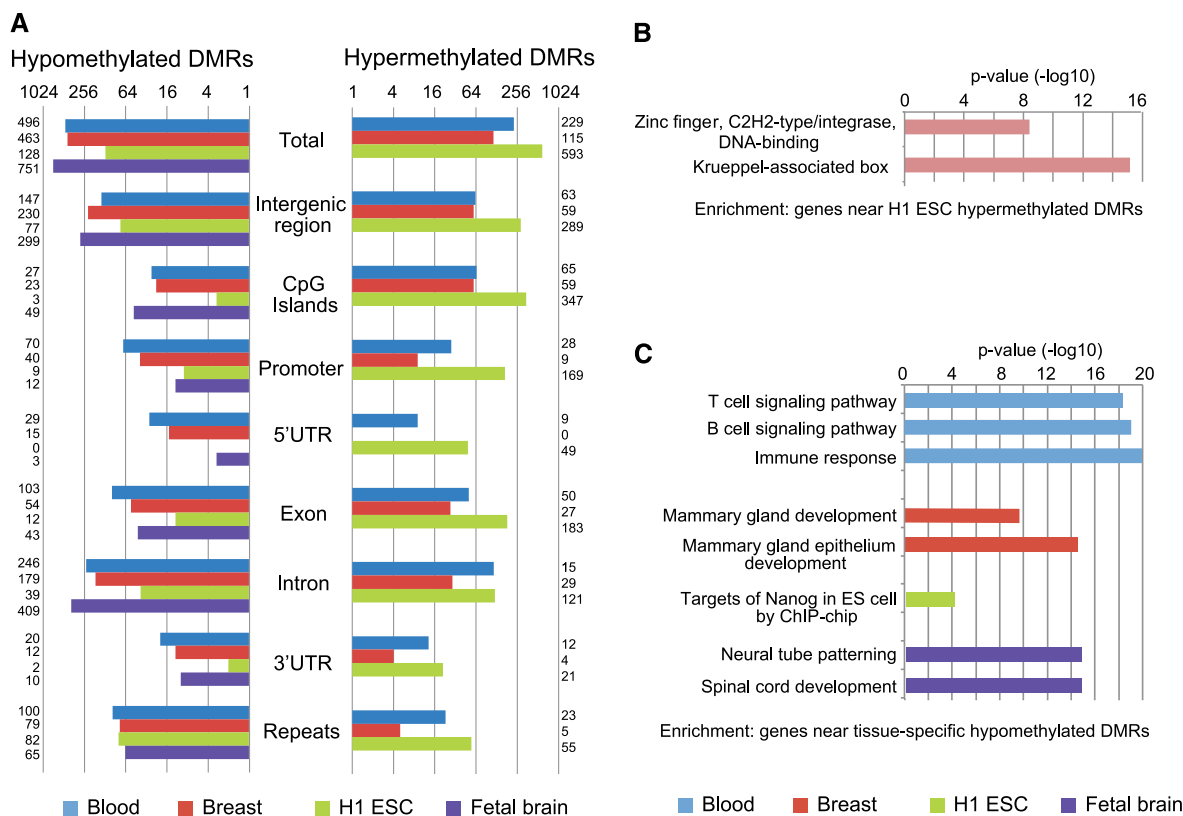 A
Hypomethylated DMRs
Hypermethylated DMRs
1024 256 64 16 4 1
1 4 16 64 256 1024
496
463
128
751
Total
229
115
593
147
230
77
299
Intergenic
region
63
59
289
27
23
3
49
CpG
Islands
65
59
347
70
40
9
12
Promoter
28
9
169
29
15
0
3
5'UTR
9
0
49
103
54
12
43
Exon
50
27
183
246
179
39
409
Intron
15
29
121
20
12
2
10
3'UTR
12
4
21
100
79
82
65
Repeats
23
5
55
Blood Breast H1 ESC Fetal brain
B
p-value (-log10)
0 4 8 12 16
Zinc finger, C2H2-type/integrase,
DNA-binding
Krueppel-associated box
Enrichment: genes near H1 ESC hypermethylated DMRs
C
p-value (-log10)
0 4 8 12 16 20
T cell signaling pathway
B cell signaling pathway
Immune response
Mammary gland development
Mammary gland epithelium
development
Targets of Nanog in ES cell
by ChIP-chip
Neural tube patterning
Spinal cord development
Enrichment: genes near tissue-specific hypomethylated DMRs
Blood Breast H1 ESC Fetal brain